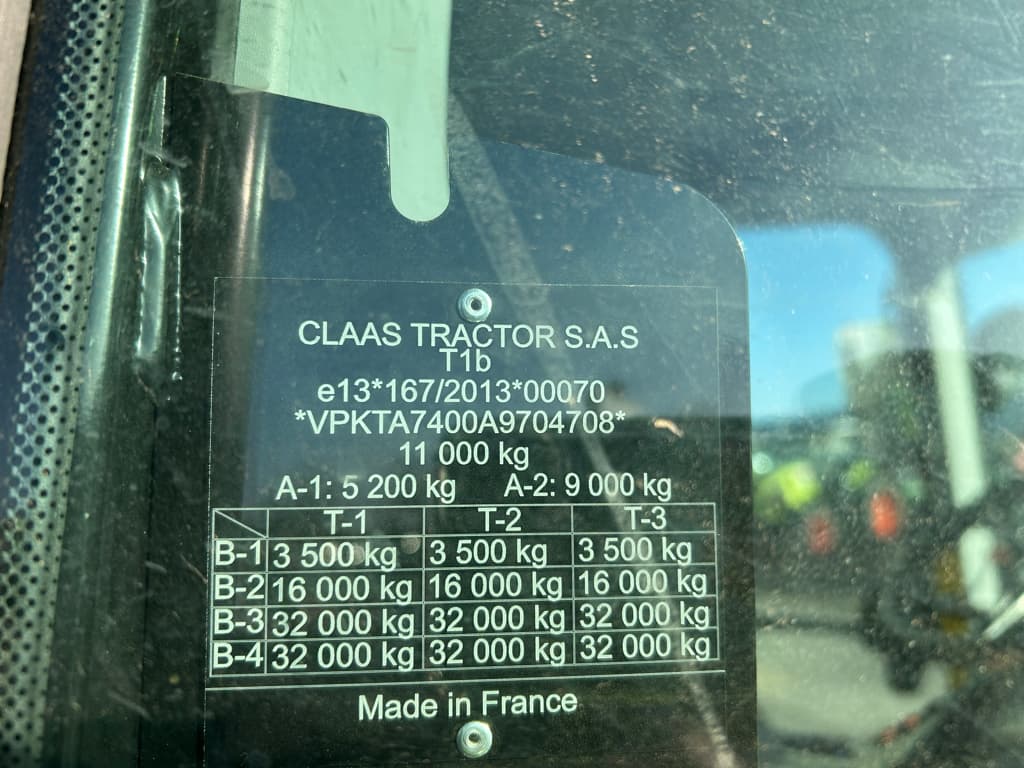 CLAAS TRACTOR S.A.S
T1b
e13*167/2013*00070
*VPKTA7400A9704708*
11 000 kg
A-1: 5 200 kg A-2: 9 000 kg
T-1 T-2 T-3
B-1 3 500 kg 3 500 kg 3 500 kg
B-2 16 000 kg 16 000 kg 16 000 kg
B-3 32 000 kg 32 000 kg 32 000 kg
B-4 32 000 kg 32 000 kg 32 000 kg
Made in France